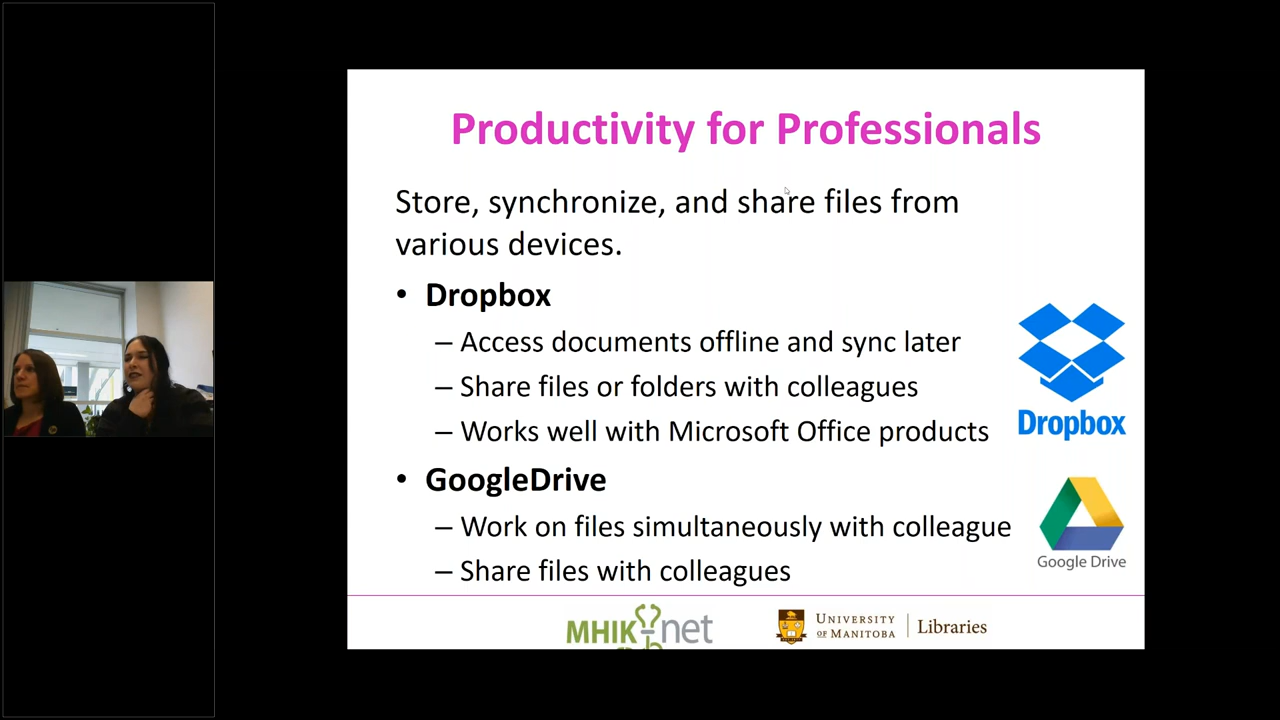 Productivity for Professionals
Store, synchronize, and share files from
various devices.
• Dropbox
– Access documents offline and sync later
– Share files or folders with colleagues
– Works well with Microsoft Office products
Dropbox
• GoogleDrive
– Work on files simultaneously with colleague
– Share files with colleagues
Google Drive
MHIKnet
UNIVERSITY
OF MANITOBA
Libraries